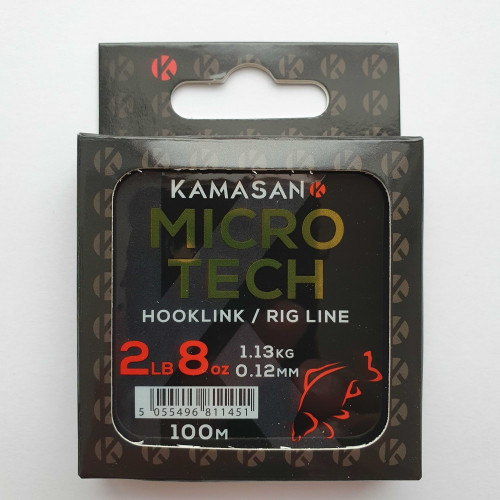 KAMASAN K
MICRO
TECH
HOOKLINK / RIG LINE
2LB 8OZ
1.13KG
0.12MM
5 055496 811451
100M